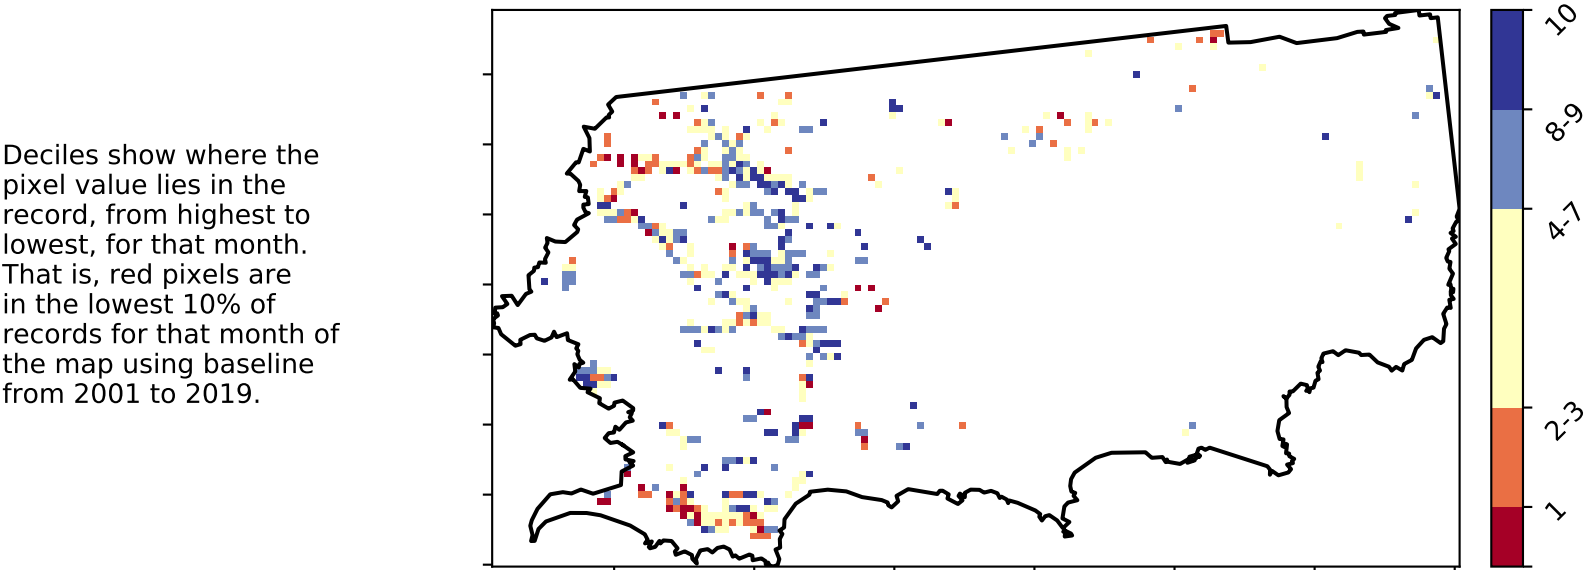 Deciles show where the
pixel value lies in the
record, from highest to
lowest, for that month.
That is, red pixels are
in the lowest 10% of
records for that month of
the map using baseline
from 2001 to 2019.
10
8-9
4-7
2-3
1